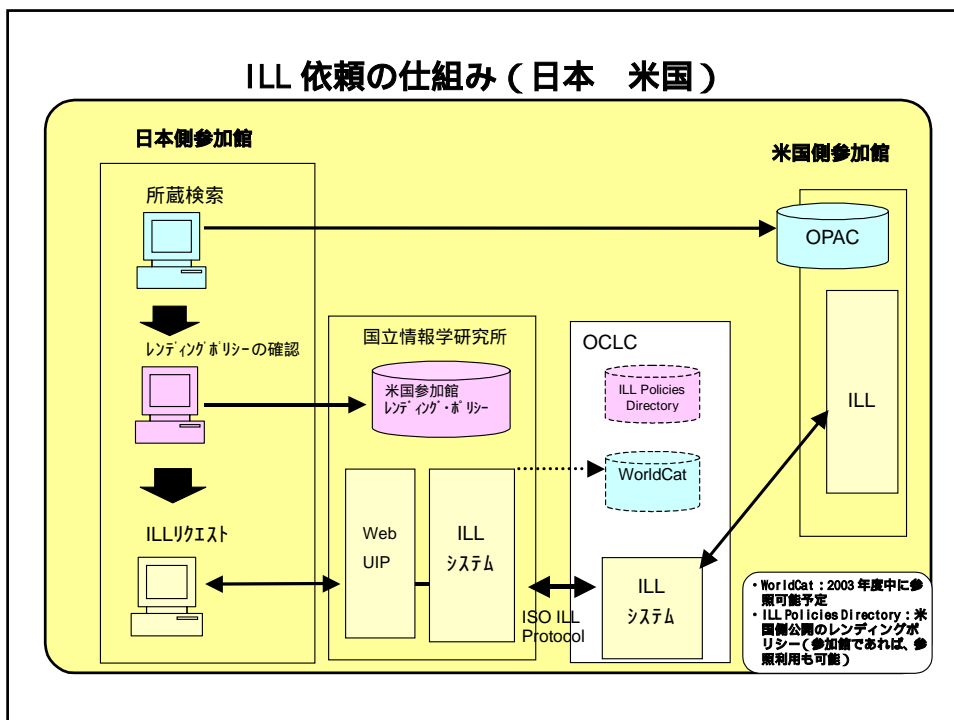 ILL 依頼の仕組み(日本 米国)
日本側参加館
米国側参加館
所蔵検索
OPAC
レンディングポリシーの確認
国立情報学研究所
OCLC
米国参加館
レンディング・ポリシー
ILL Policies
Directory
ILL
WorldCat
ILLリクエスト
Web
UIP
ILL
システム
ISO ILL
Protocol
ILL
システム
・WorldCat:2003 年度中に参
照可能予定
・ILL Policies Directory:米
国側公開のレンディングポ
リシー(参加館であれば、参
照利用も可能)